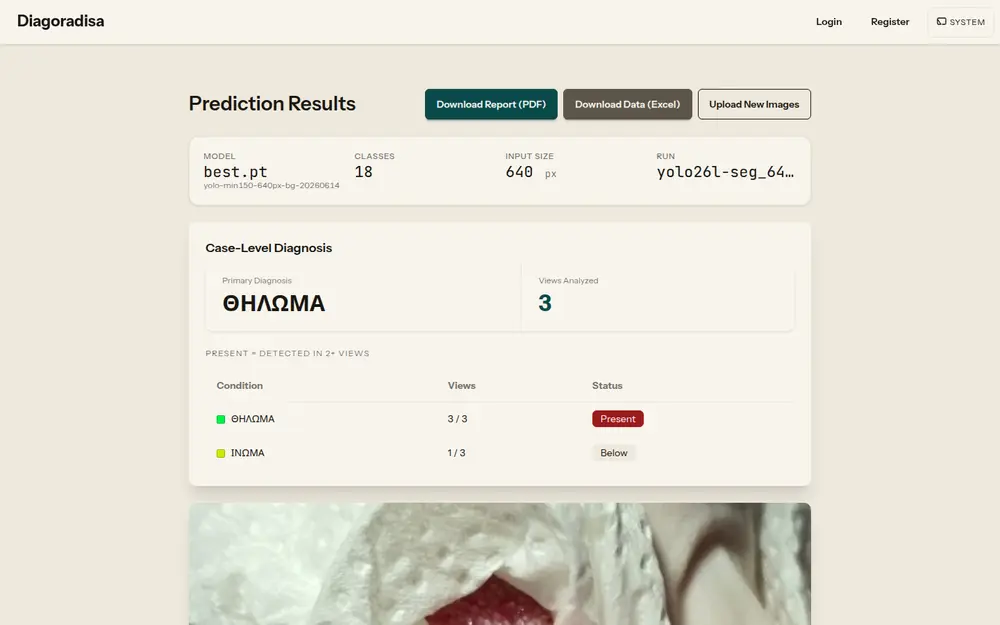 Diagoradisa
Login Register SYSTEM
Prediction Results
Download Report (PDF) Download Data (Excel) Upload New Images
MODEL CLASSES INPUT SIZE RUN
best.pt 18 640 px yolo26l-seg_64…
yolo-min150-640px-bg-20260614
Case-Level Diagnosis
Primary Diagnosis Views Analyzed
ΘΗΛΩΜΑ 3
PRESENT = DETECTED IN 2+ VIEWS
Condition Views Status
ΘΗΛΩΜΑ 3 / 3 Present
ΙΝΩΜΑ 1 / 3 Below